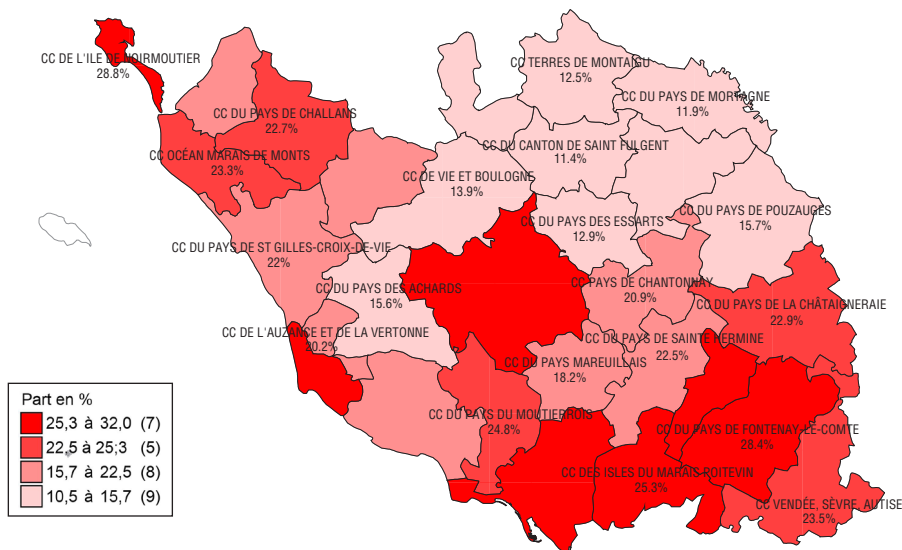 CC DE L'ILE DE NOIRMOUTIER
28.8%
CC TERRES DE MONTAIGU
12.5%
CC DU PAYS DE MORTAGNE
11.9%
CC DU PAYS DE CHALLANS
22.7%
CC DU CANTON DE SAINT FULGENT
11.4%
CC OCÉAN MARAIS DE MONTS
23.3%
CC DE VIE ET BOULOGNE
13.9%
CC DU PAYS DES ESSARTS
12.9%
CC DU PAYS DE POUZAUGES
15.7%
CC DU PAYS DE ST GILLES-CROIX-DE-VIE
22%
CC DU PAYS DES ACHARDS
15.6%
CC PAYS DE CHANTONNAY
20.9%
CC DU PAYS DE LA CHÂTAIGNERAIE
22.9%
CC DE L'AUZANCE ET DE LA VERTONNE
20.2%
CC DU PAYS DE SAINTE HERMINE
22.5%
CC DU PAYS MAREUILLAIS
18.2%
CC DU PAYS DU MOUTIERROIS
24.8%
CC DU PAYS DE FONTENAY-LE-COMTE
28.4%
CC DES ISLES DU MARAIS POITEVIN
25.3%
CC VENDÉE, SÈVRE, AUTISE
23.5%
Part en %
25,3 à 32,0 (7)
22,5 à 25,3 (5)
15,7 à 22,5 (8)
10,5 à 15,7 (9)